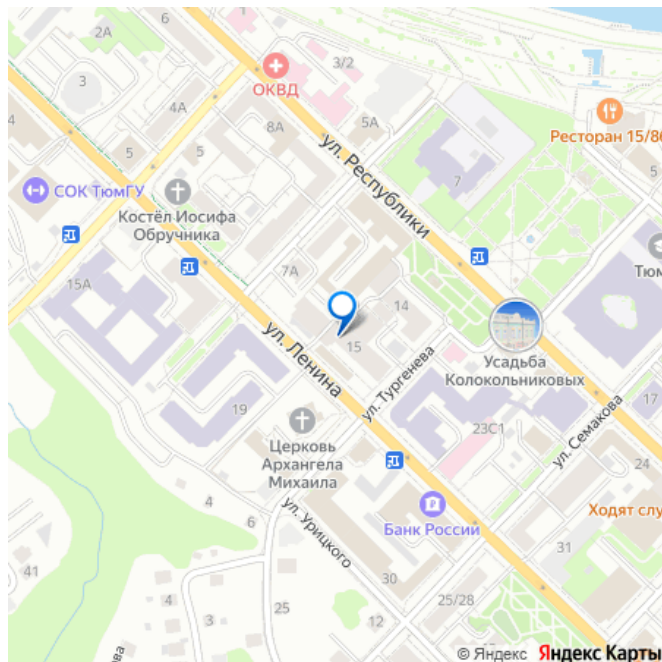 2А
3
4А
4
5
3/2
ОКВД
8А
5
5А
ул. Республики
Ресторан 15/86
7
5
СОК ТюмГУ
Костёл Иосифа
Обручника
7А
15А
14
Тюм
15
ул. Ленина
ул. Тургенева
Усадьба
Колокольниковых
17
19
Церковь
Архангела
Михаила
23С1
ул. Семакова
24
4
6
ул. Урицкого
Банк России
Ходят слу
31
41
4
3
25
30
25/28
12
© Яндекс Яндекс Карты